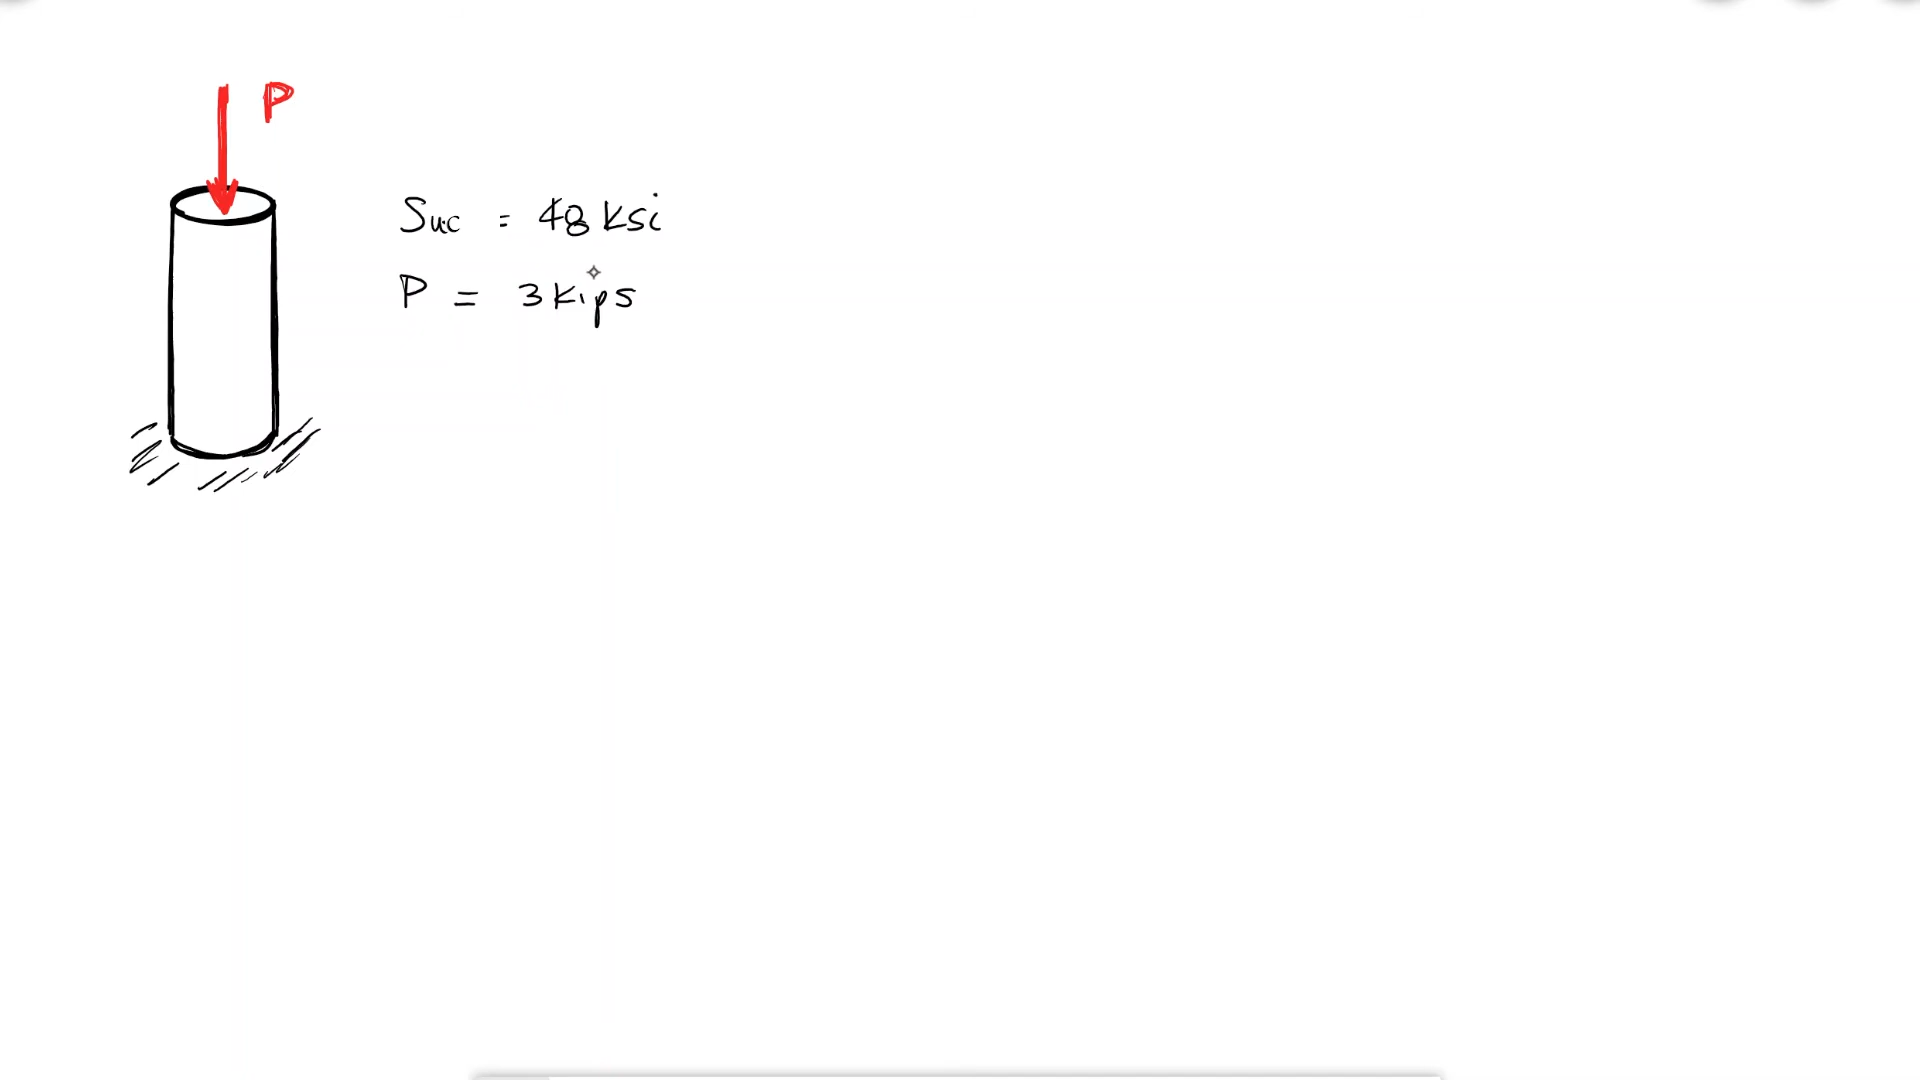 P
Suc = 48 ksi
P = 3 kips